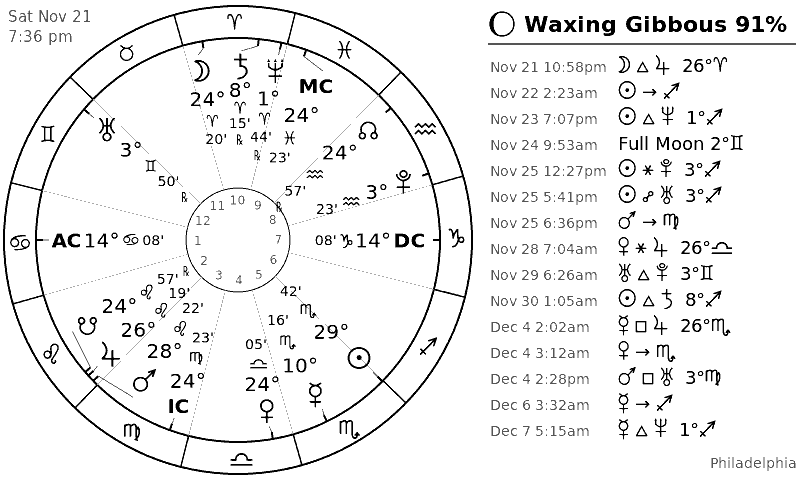 Sat Nov 21
7:36 pm
☽ 24° ♈ 20'
♄ 8° ♈ 15' ℞
♆ 1° ♈ 44' ℞
MC 24° ♓ 23'
☊ 24° ♒ 57' ℞
♇ 3° ♒ 23'
♅ 3° ♊ 50' ℞
AC 14° ♋ 08'
08' ♑ 14° DC
☋ 24° ♌ 57' ℞
♃ 26° ♌ 19'
♂ 28° ♌ 22'
IC 24° ♍ 23'
♀ 24° ♎ 05'
☿ 10° ♏ 16'
☉ 29° ♏ 42'
1
2
3
4
5
6
7
8
9
10
11
12
♈
♓
♒
♑
♐
♏
♎
♍
♌
♋
♊
♉
Waxing Gibbous 91%
Nov 21 10:58pm ☽ △ ♃ 26°♈
Nov 22 2:23am ☉ → ♐
Nov 23 7:07pm ☉ △ ♆ 1°♐
Nov 24 9:53am Full Moon 2°♊
Nov 25 12:27pm ☉ ⚹ ♇ 3°♐
Nov 25 5:41pm ☉ ☍ ♅ 3°♐
Nov 25 6:36pm ♂ → ♍
Nov 28 7:04am ♀ ⚹ ♃ 26°♎
Nov 29 6:26am ♅ △ ♇ 3°♊
Nov 30 1:05am ☉ △ ♄ 8°♐
Dec 4 2:02am ☿ □ ♃ 26°♏
Dec 4 3:12am ♀ → ♏
Dec 4 2:28pm ♂ □ ♅ 3°♍
Dec 6 3:32am ☿ → ♐
Dec 7 5:15am ☿ △ ♆ 1°♐
Philadelphia